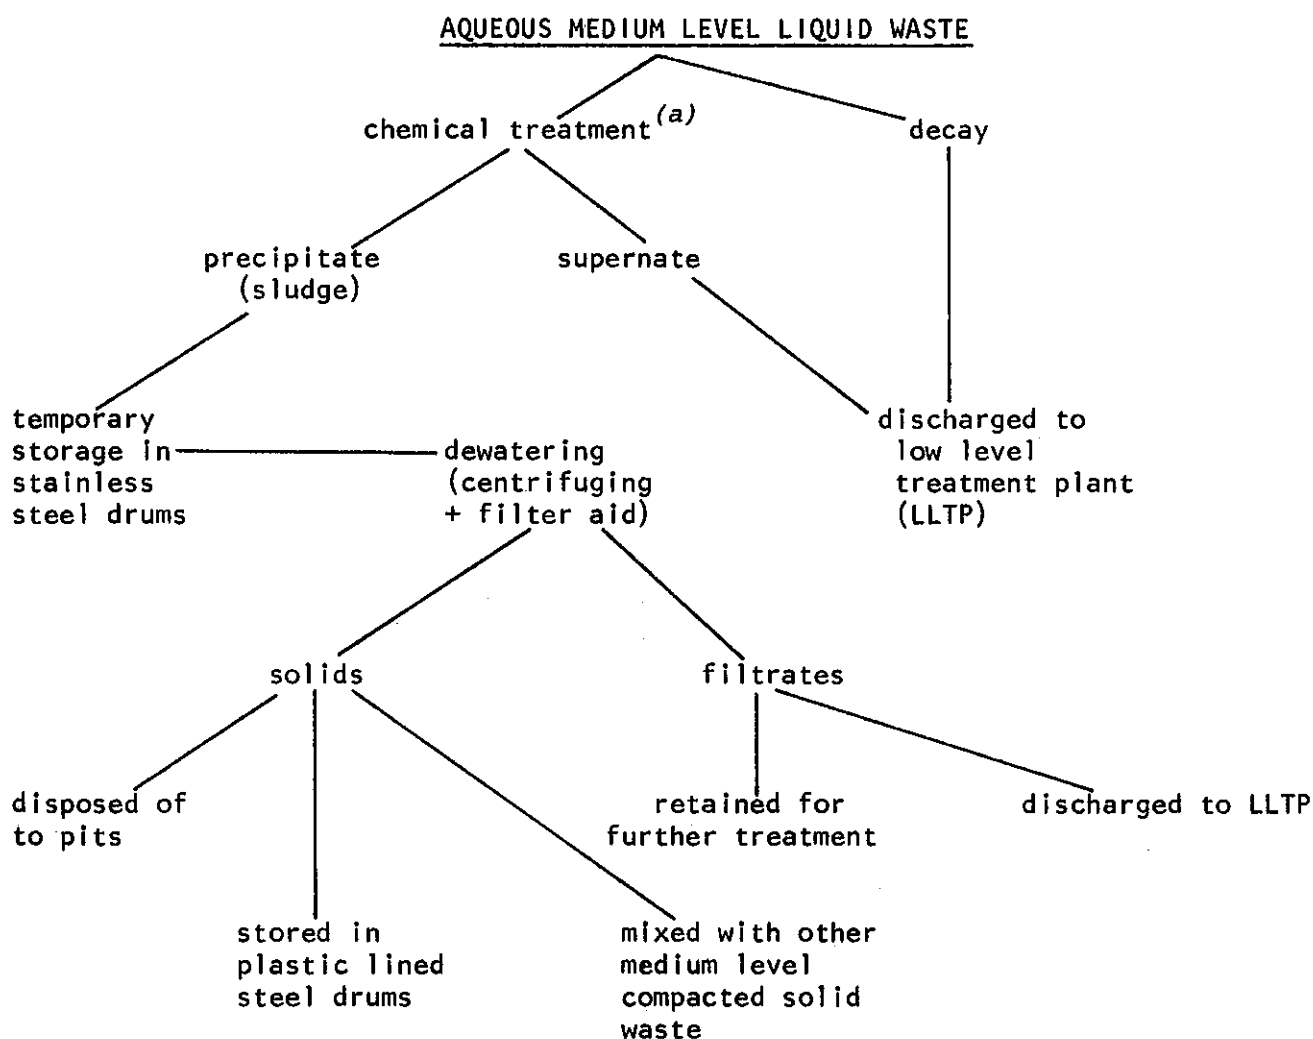 AQUEOUS MEDIUM LEVEL LIQUID WASTE
chemical treatment(a)
decay
precipitate
(sludge)
supernate
temporary
storage in
stainless
steel drums
dewatering
(centrifuging
+ filter aid)
discharged to
low level
treatment plant
(LLTP)
solids
filtrates
disposed of
to pits
retained for
further treatment
discharged to LLTP
stored in
plastic lined
steel drums
mixed with other
medium level
compacted solid
waste